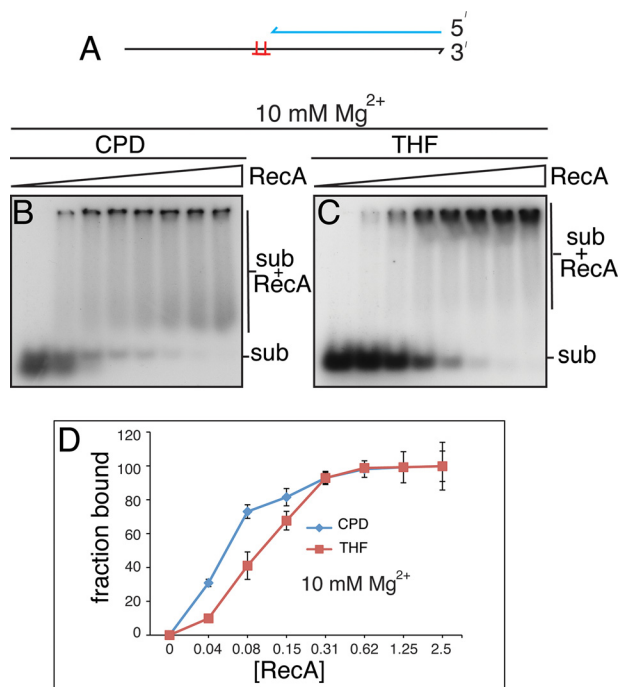 A
5′
3′
10 mM Mg2+
CPD
THF
RecA
RecA
B
C
sub
+
RecA
sub
+
RecA
sub
sub
D
fraction bound
120
100
80
60
40
20
0
CPD
THF
10 mM Mg2+
0 0.04 0.08 0.15 0.31 0.62 1.25 2.5
[RecA]